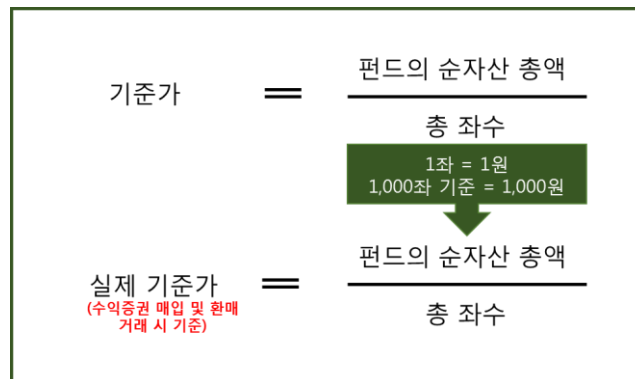 기준가
펀드의 순자산 총액
총 좌수
1좌 = 1원
1,000좌 기준 = 1,000원
실제 기준가
(수익증권 매입 및 환매
거래 시 기준)
펀드의 순자산 총액
총 좌수